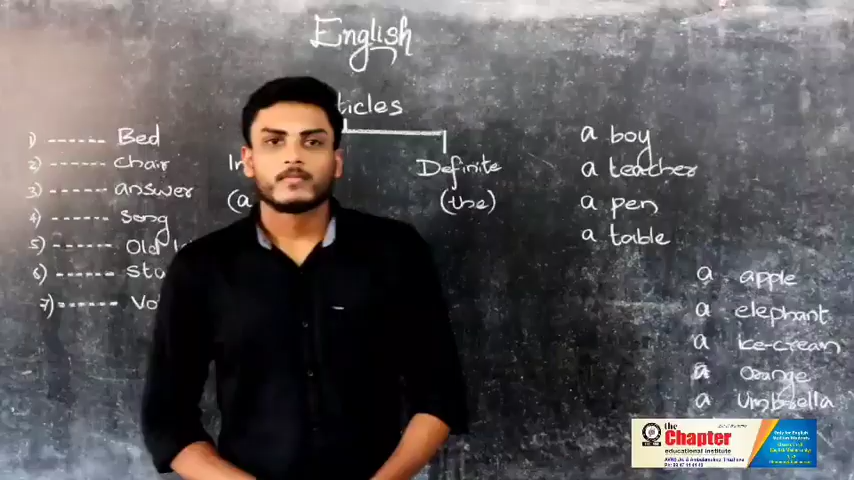 English
ticles
Definite
(the)
1) ------ Bed
2) ------ chair
3) ------ answer
4) ------ song
5) ------ Old
6) ------ stu
7) ------ Vo
In
(a
a boy
a teacher
a pen
a table
a apple
a elephant
a Ice-cream
a Orange
a Umbrella
the
Chapter
educational institute